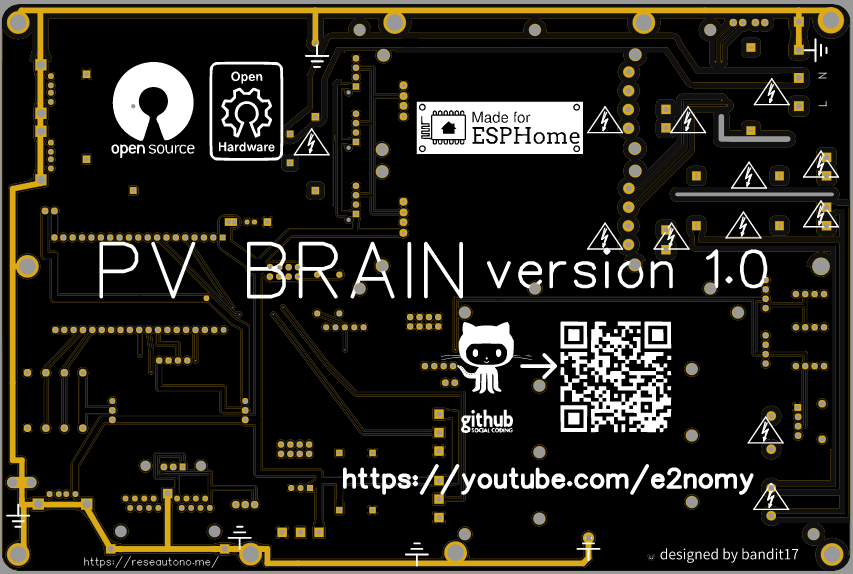 N
L
open source
Open
Hardware
Made for
ESPHome
PV BRAIN version 1.0
github
SOCIAL CODING
https://youtube.com/e2nomy
https://reseautono.me/
designed by bandit17